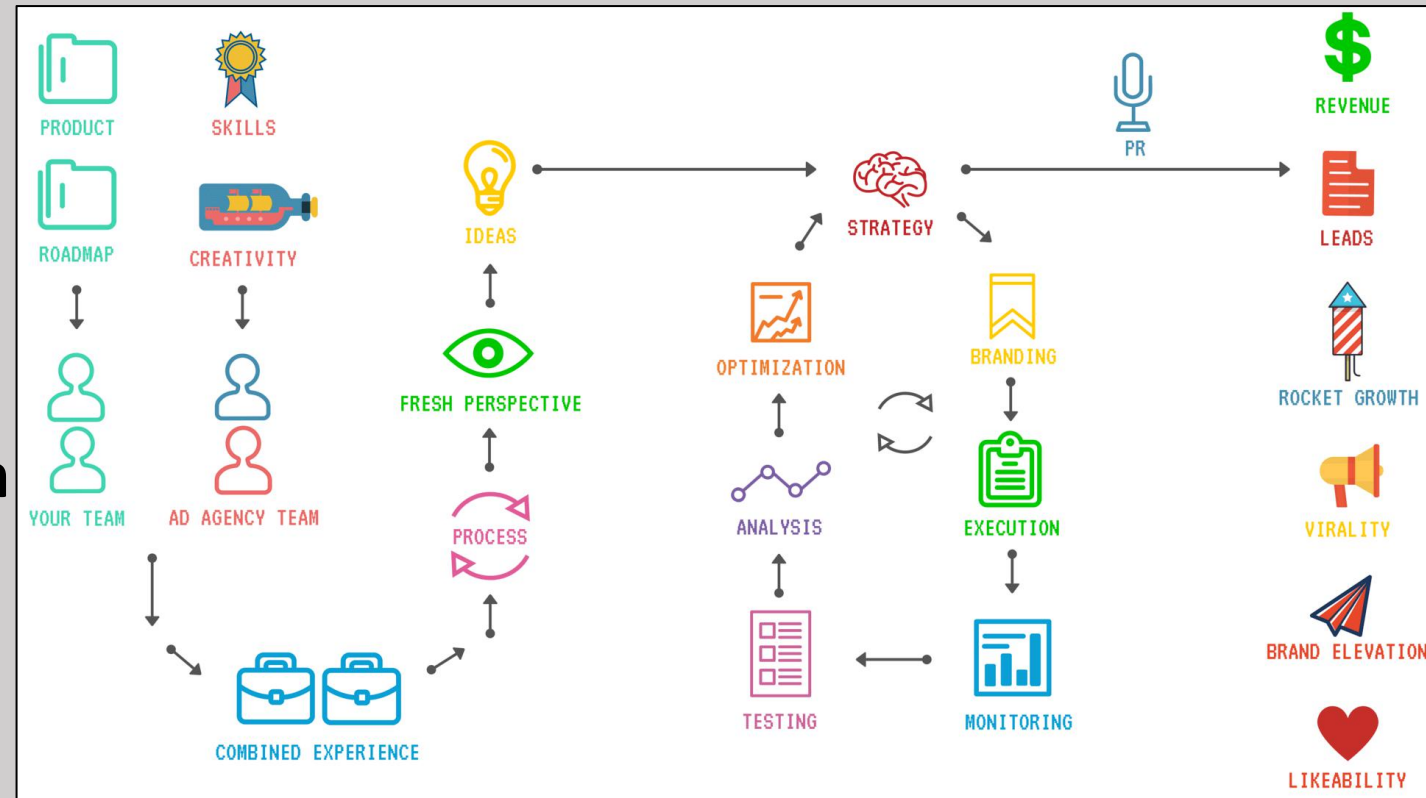 PRODUCT
SKILLS
ROADMAP
CREATIVITY
YOUR TEAM
AD AGENCY TEAM
COMBINED EXPERIENCE
PROCESS
FRESH PERSPECTIVE
IDEAS
STRATEGY
BRANDING
EXECUTION
MONITORING
TESTING
ANALYSIS
OPTIMIZATION
PR
$
REVENUE
LEADS
ROCKET GROWTH
VIRALITY
BRAND ELEVATION
LIKEABILITY